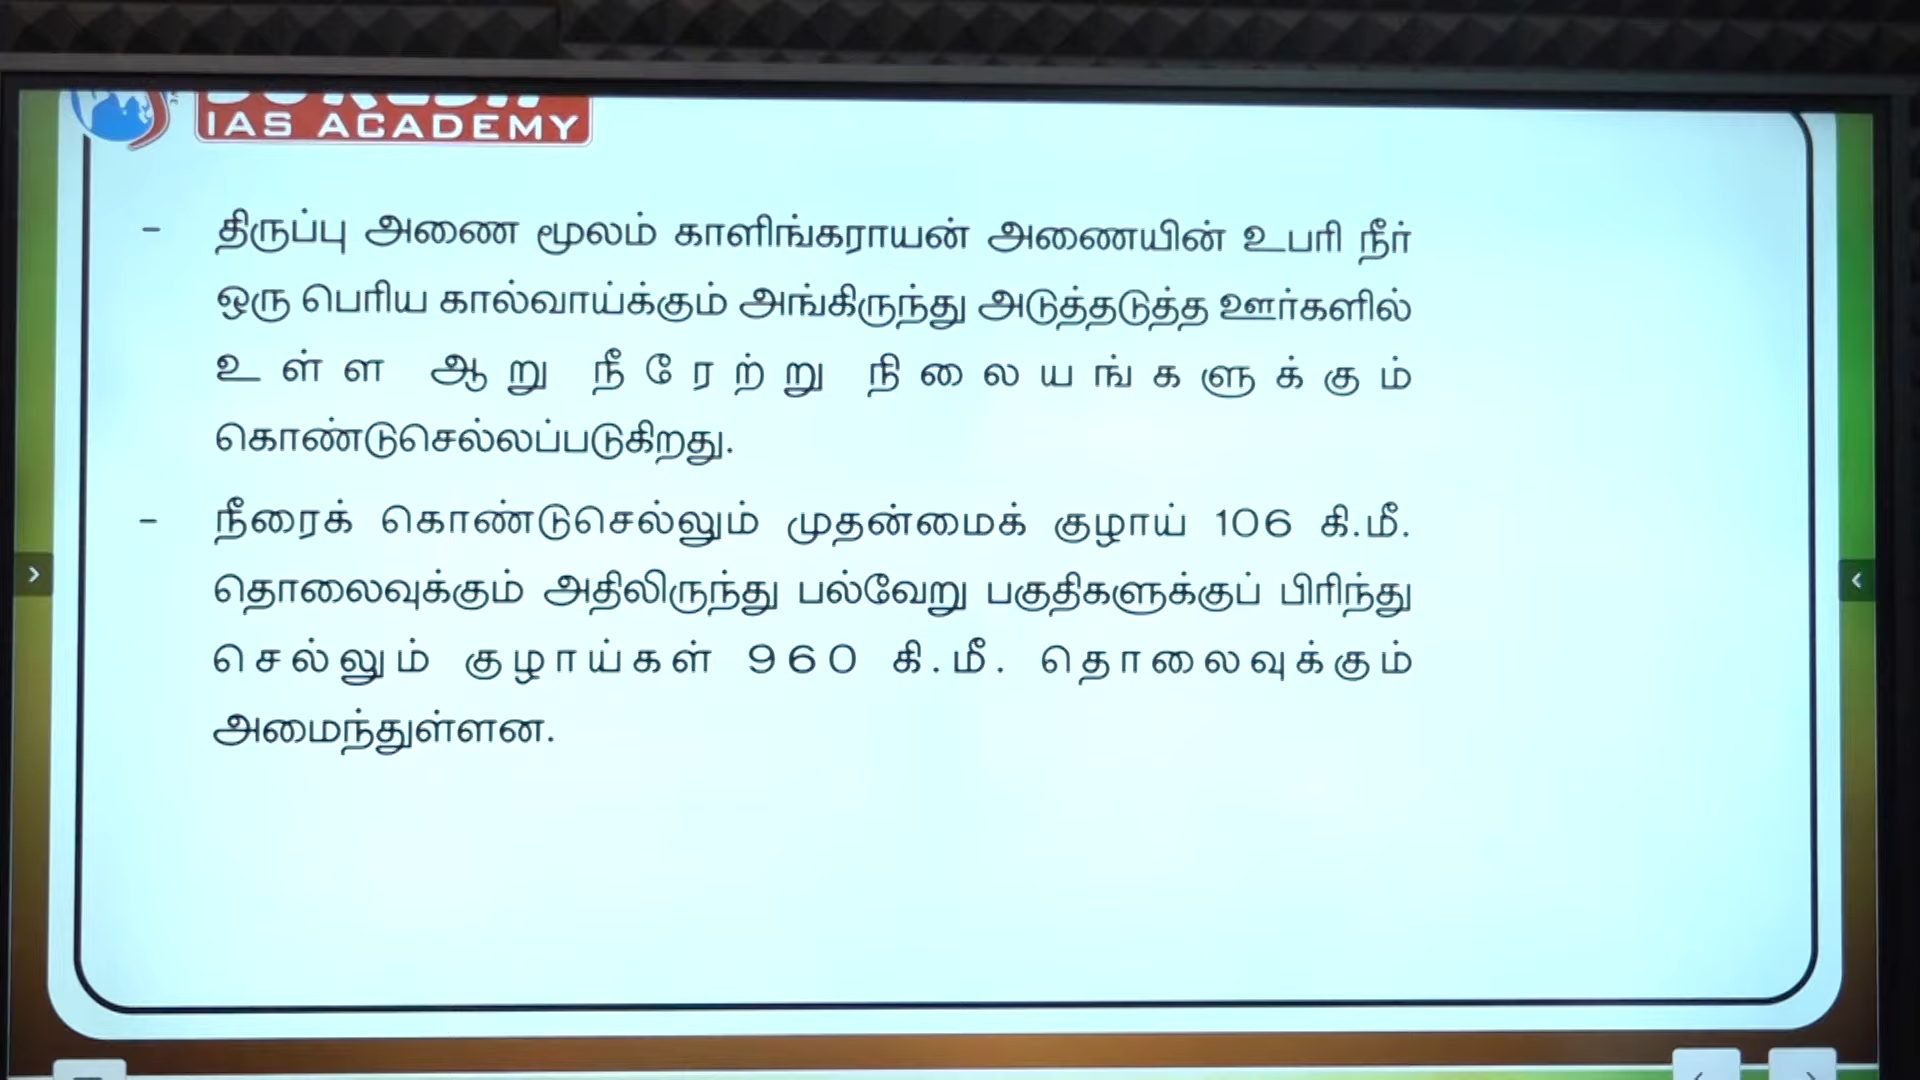 IAS ACADEMY
- திருப்பு அணை மூலம் காளிங்கராயன் அணையின் உபரி நீர்
ஒரு பெரிய கால்வாய்க்கும் அங்கிருந்து அடுத்தடுத்த ஊர்களில்
உள்ள ஆறு நீரேற்று நிலையங்களுக்கும்
கொண்டுசெல்லப்படுகிறது.
- நீரைக் கொண்டுசெல்லும் முதன்மைக் குழாய் 106 கி.மீ.
தொலைவுக்கும் அதிலிருந்து பல்வேறு பகுதிகளுக்குப் பிரிந்து
செல்லும் குழாய்கள் 960 கி.மீ. தொலைவுக்கும்
அமைந்துள்ளன.